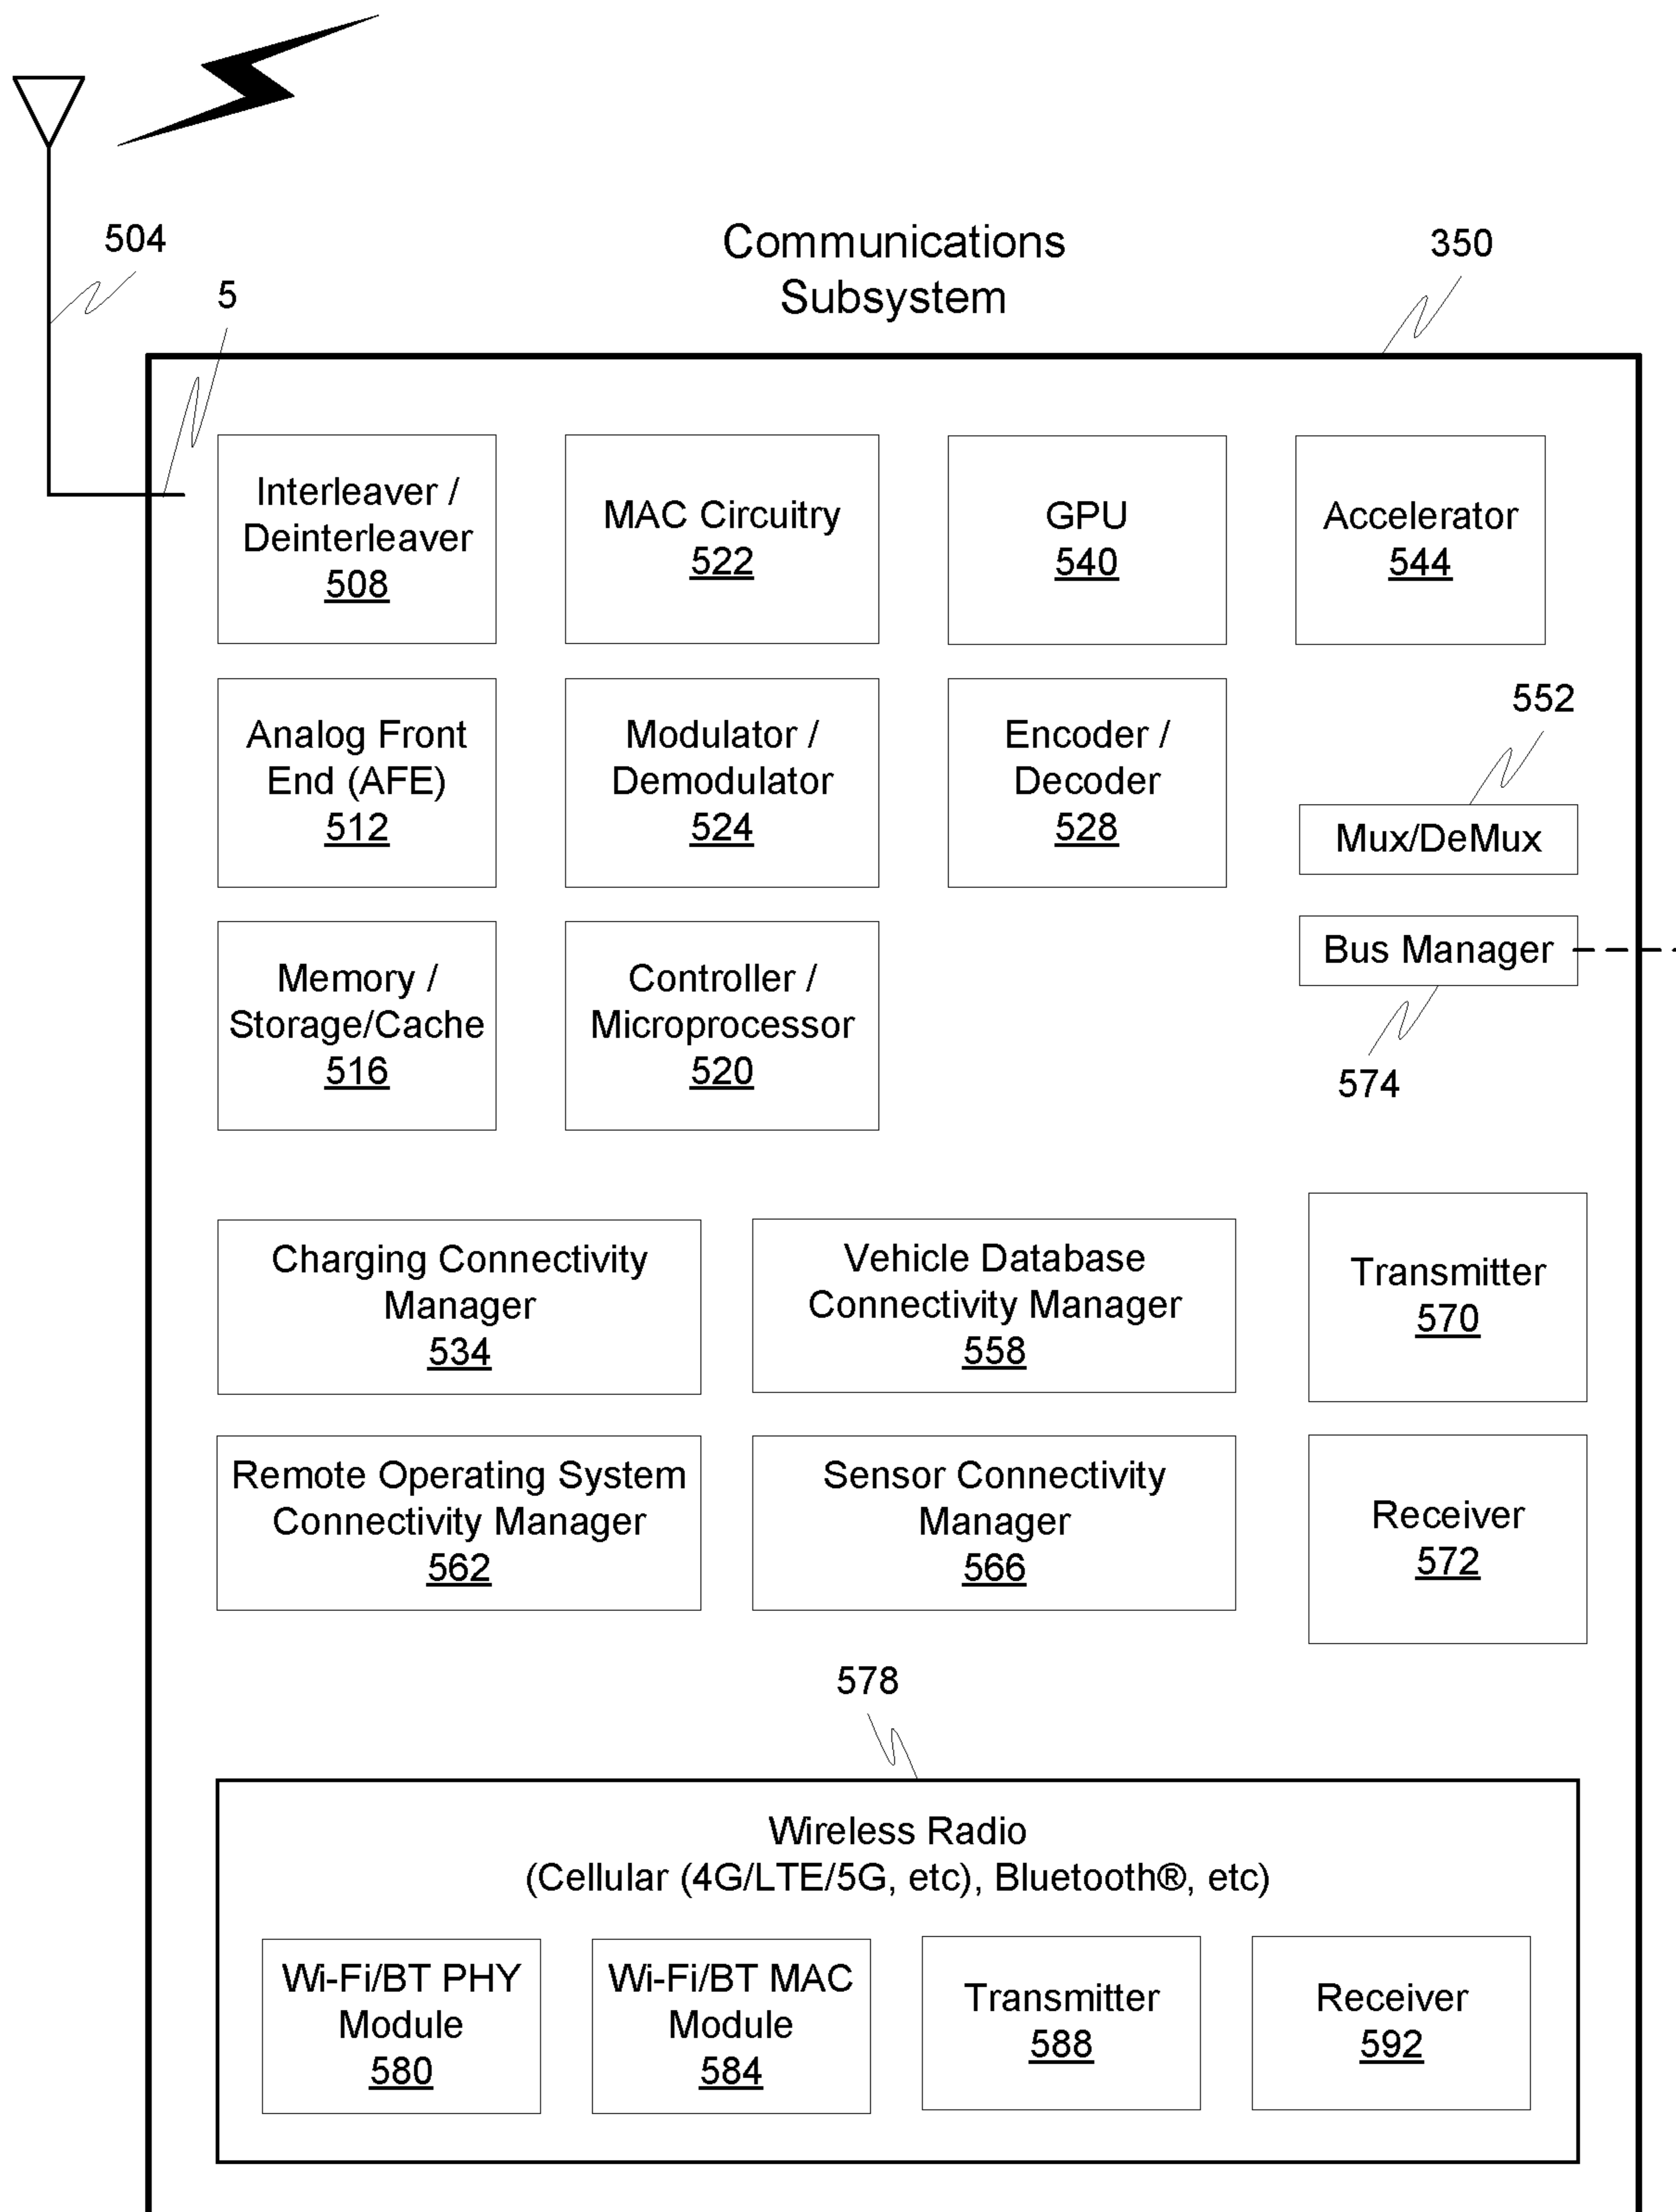 504
5
Communications
Subsystem
350
Interleaver /
Deinterleaver
508
MAC Circuitry
522
GPU
540
Accelerator
544
Analog Front
End (AFE)
512
Modulator /
Demodulator
524
Encoder /
Decoder
528
552
Mux/DeMux
Bus Manager
574
Memory /
Storage/Cache
516
Controller /
Microprocessor
520
Charging Connectivity
Manager
534
Vehicle Database
Connectivity Manager
558
Transmitter
570
Remote Operating System
Connectivity Manager
562
Sensor Connectivity
Manager
566
Receiver
572
578
Wireless Radio
(Cellular (4G/LTE/5G, etc), Bluetooth®, etc)
Wi-Fi/BT PHY
Module
580
Wi-Fi/BT MAC
Module
584
Transmitter
588
Receiver
592